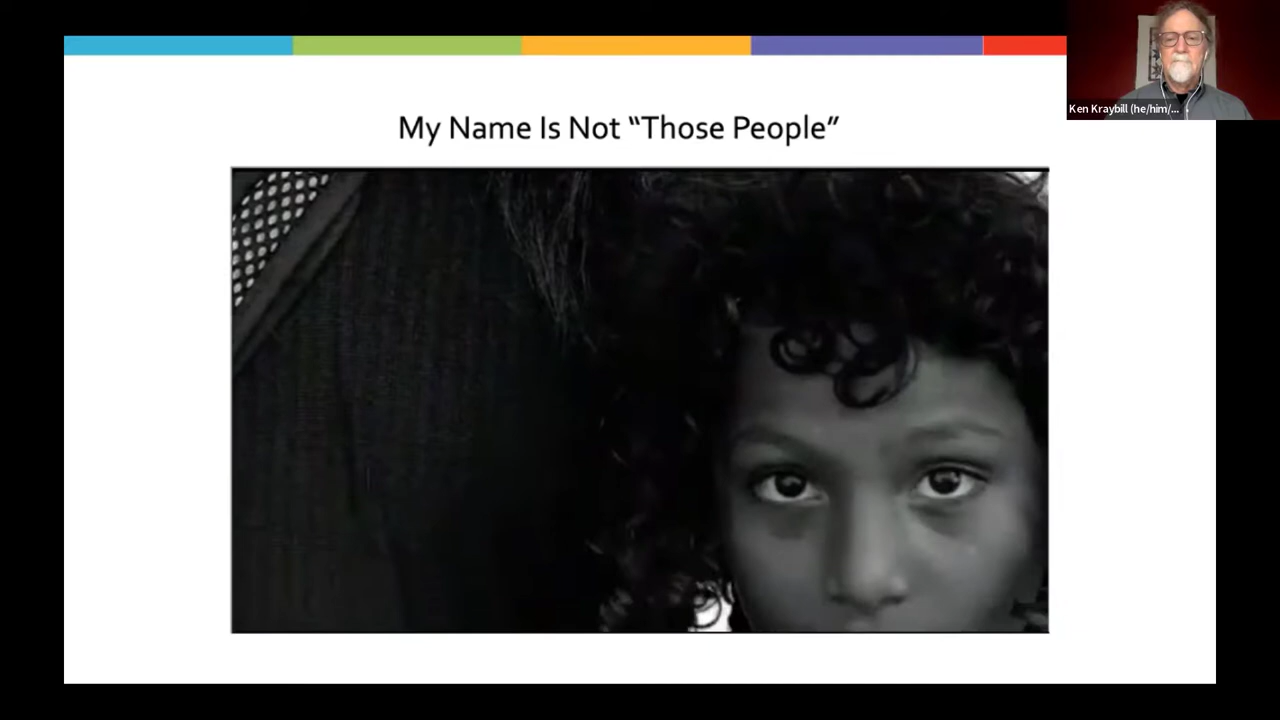 My Name Is Not “Those People”
Ken Kraybill (he/him/...